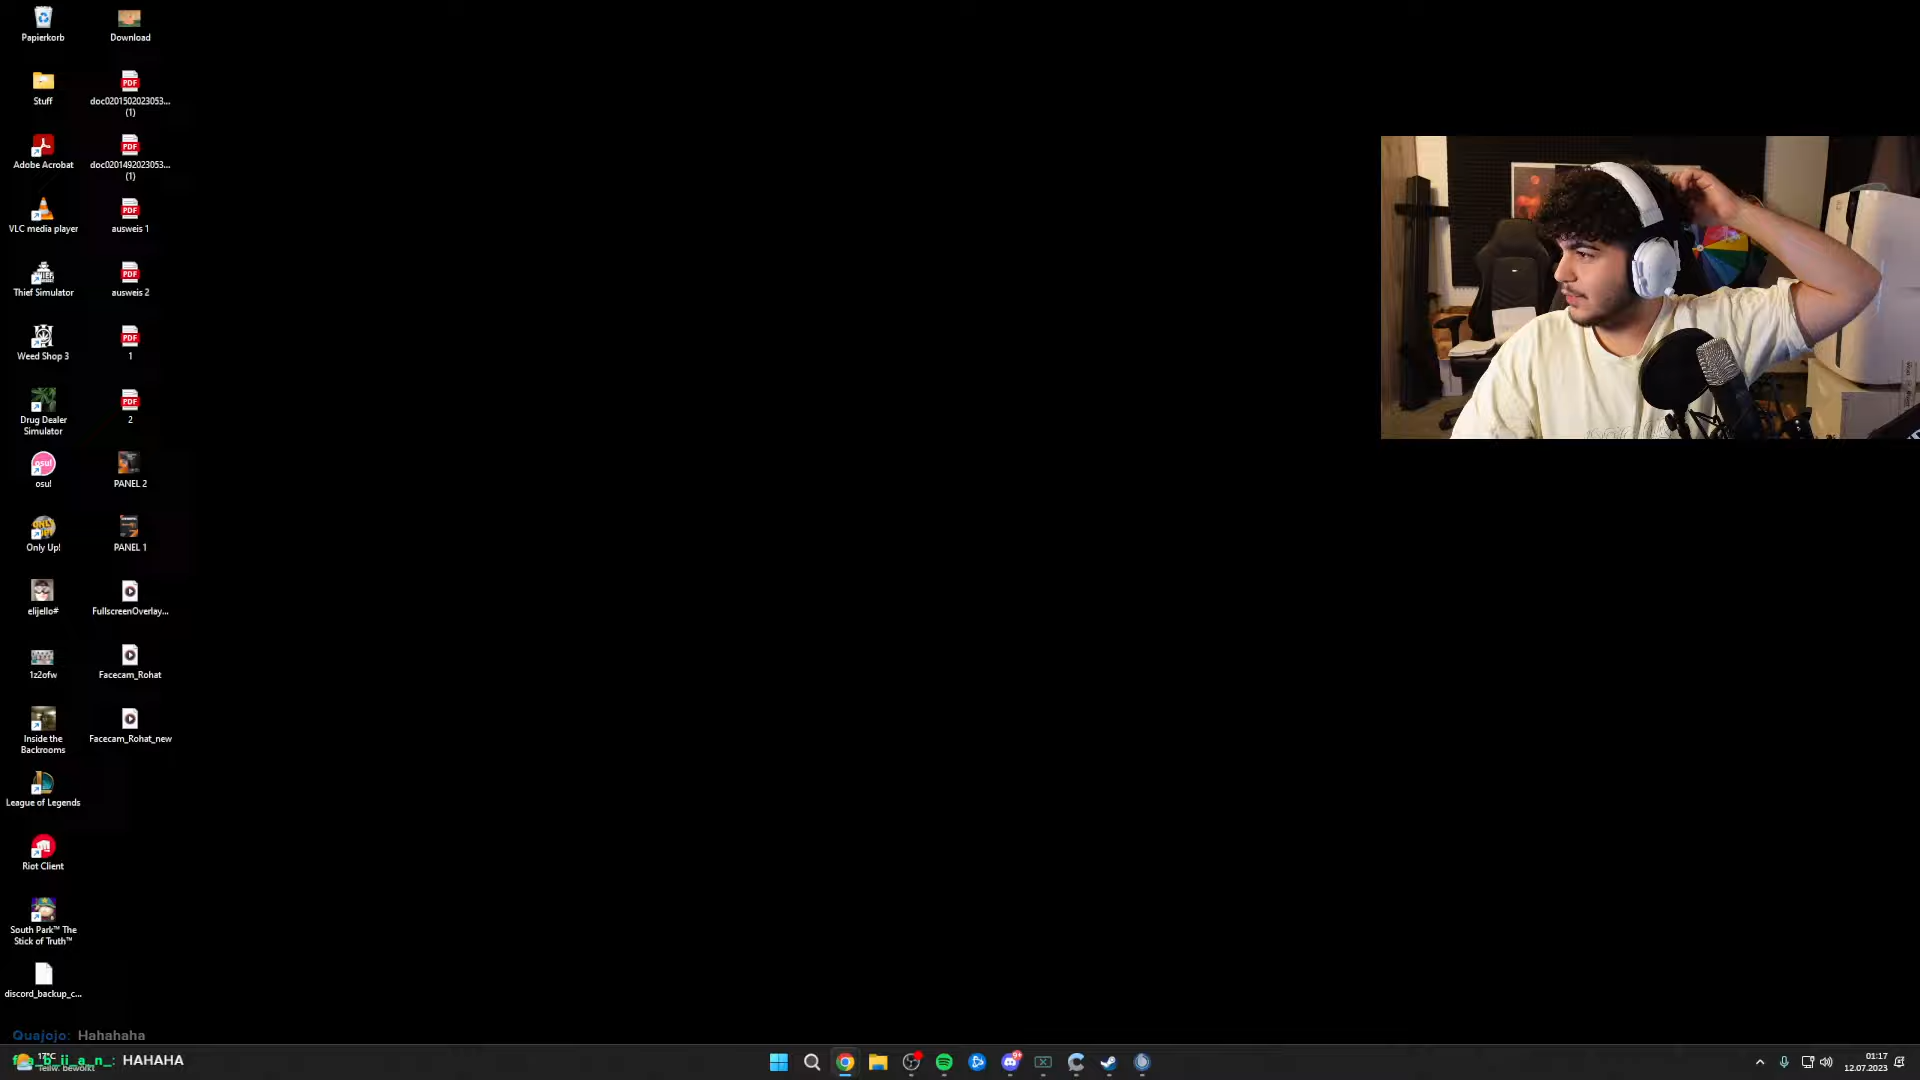 Papierkorb
Download
Stuff
doc0201502023053...
(1)
Adobe Acrobat
doc0201492023053...
(1)
VLC media player
ausweis 1
Thief Simulator
ausweis 2
Weed Shop 3
1
Drug Dealer
Simulator
2
osu!
PANEL 2
Only Up!
PANEL 1
elijello#
FullscreenOverlay...
1z2ofw
Facecam_Rohat
Inside the
Backrooms
Facecam_Rohat_new
League of Legends
Riot Client
South Park™ The
Stick of Truth™
discord_backup_c...
Quajojo: Hahahaha
HAHAHA
17°C
Teilw. bewölkt
01:17
12.07.2023